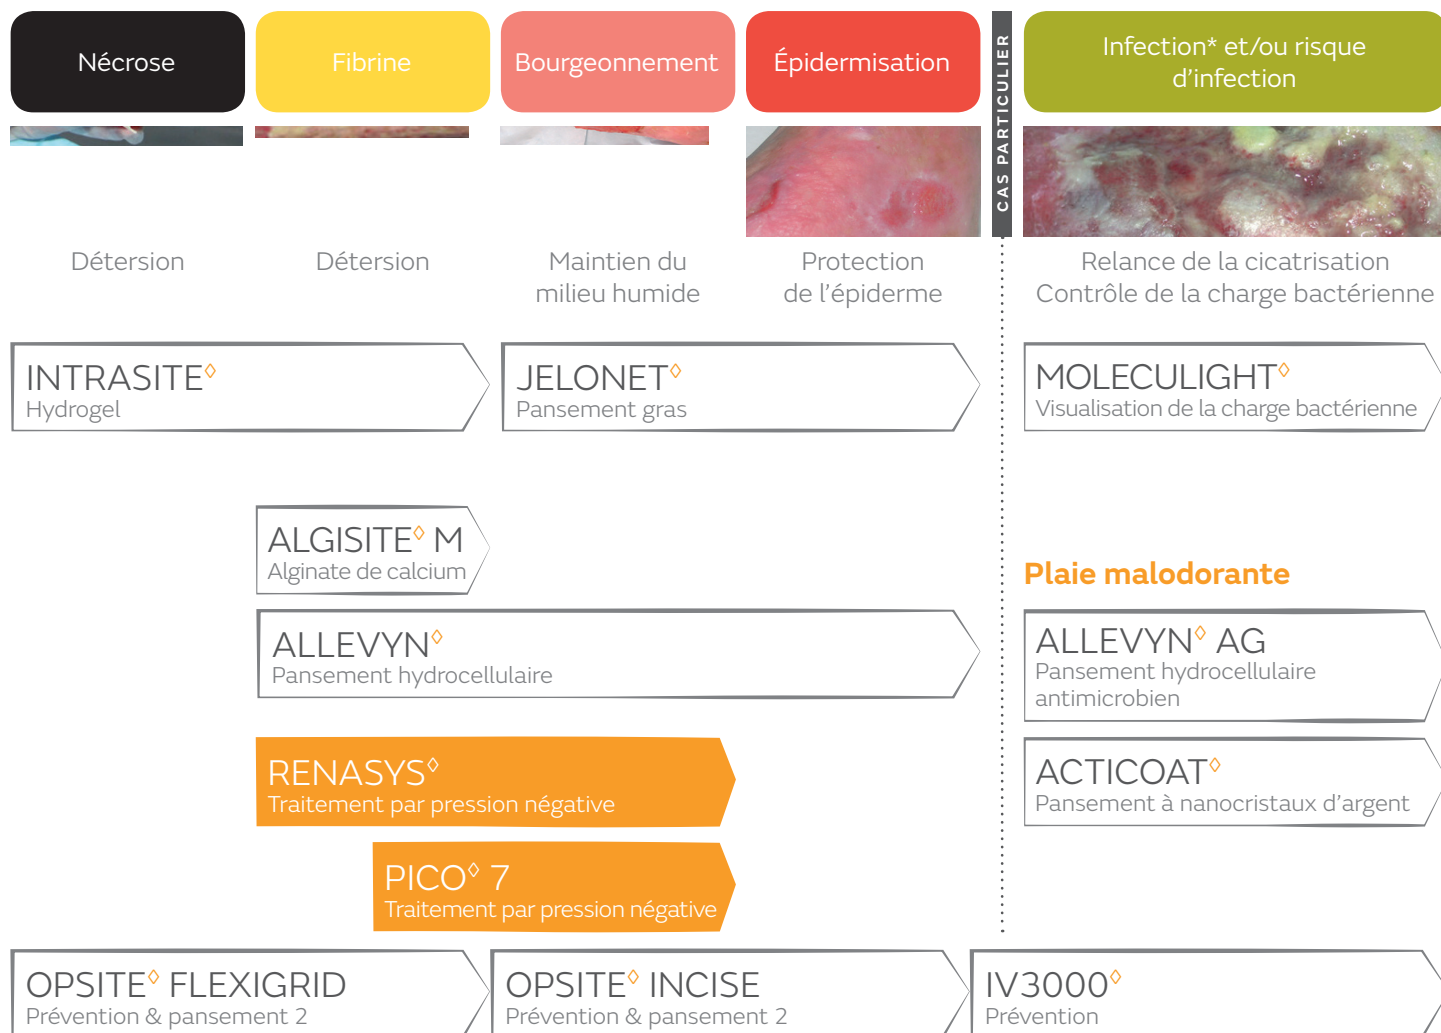 Nécrose
Fibrine
Bourgeonnement
Épidermisation
CAS PARTICULIER
Infection* et/ou risque
d'infection
Détersion
Détersion
Maintien du
milieu humide
Protection
de l'épiderme
Relance de la cicatrisation
Contrôle de la charge bactérienne
INTRASITE◊
Hydrogel
JELONET◊
Pansement gras
MOLECULIGHT◊
Visualisation de la charge bactérienne
ALGISITE◊ M
Alginate de calcium
Plaie malodorante
ALLEVYN◊
Pansement hydrocellulaire
ALLEVYN◊ AG
Pansement hydrocellulaire
antimicrobien
RENASYS◊
Traitement par pression négative
ACTICOAT◊
Pansement à nanocristaux d'argent
PICO◊ 7
Traitement par pression négative
OPSITE◊ FLEXIGRID
Prévention & pansement 2
OPSITE◊ INCISE
Prévention & pansement 2
IV3000◊
Prévention